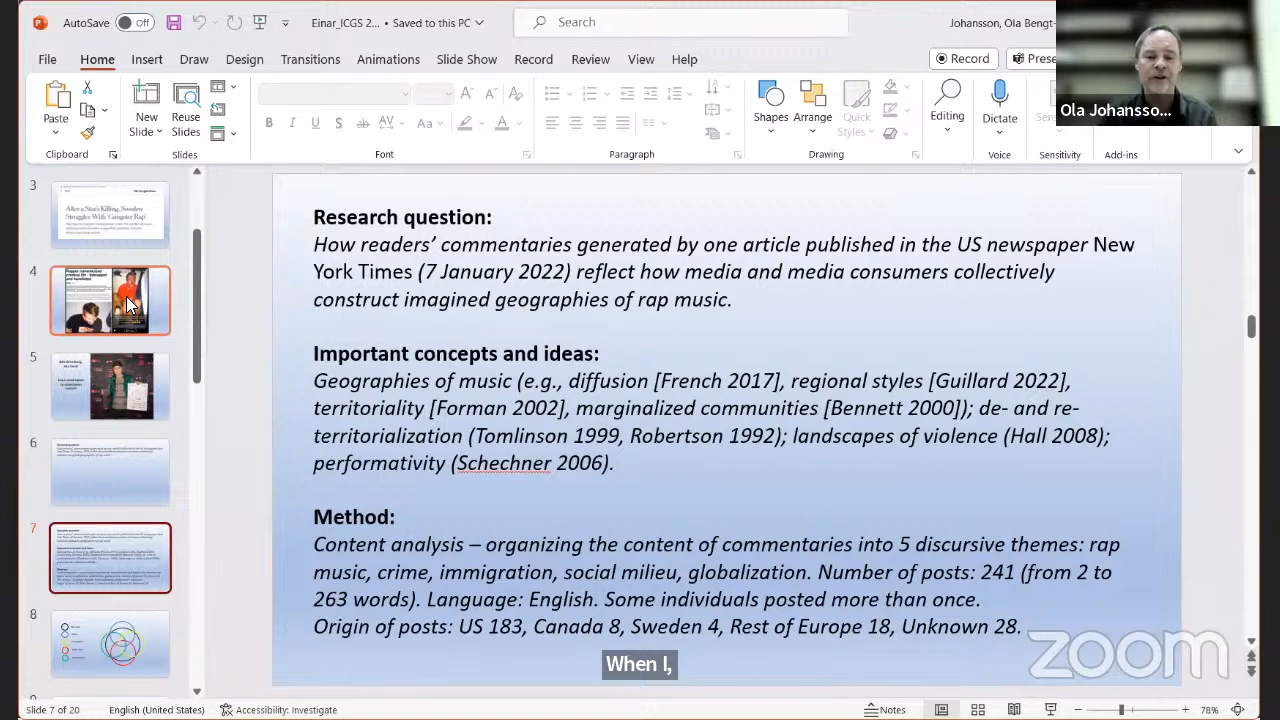 AutoSave
Off
Einar_ICGS 2... • Saved to this PC
Search
Johansson, Ola Bengt-
File
Home
Insert
Draw
Design
Transitions
Animations
Slide Show
Record
Review
View
Help
Record
Prese
Paste
New
Slide
Reuse
Slides
Shapes
Arrange
Quick
Styles
Editing
Dictate
Clipboard
Slides
Font
Paragraph
Drawing
Voice
Sensitivity
Add-ins
Ola Johansso...
3
After a Star's Killing, Sweden
Struggles With 'Gangster Rap'
4
5
6
7
8
Research question:
How readers' commentaries generated by one article published in the US newspaper New
York Times (7 January 2022) reflect how media and media consumers collectively
construct imagined geographies of rap music.
Important concepts and ideas:
Geographies of music (e.g., diffusion [French 2017], regional styles [Guillard 2022],
territoriality [Forman 2002], marginalized communities [Bennett 2000]); de- and re-
territorialization (Tomlinson 1999, Robertson 1992); landscapes of violence (Hall 2008);
performativity (Schechner 2006).
Method:
Content analysis – organizing the content of commentaries into 5 discursive themes: rap
music, crime, immigration, social milieu, globalization. Number of posts: 241 (from 2 to
263 words). Language: English. Some individuals posted more than once.
Origin of posts: US 183, Canada 8, Sweden 4, Rest of Europe 18, Unknown 28.
When I,
zoom
Slide 7 of 20
English (United States)
Accessibility: Investigate
Notes
78%